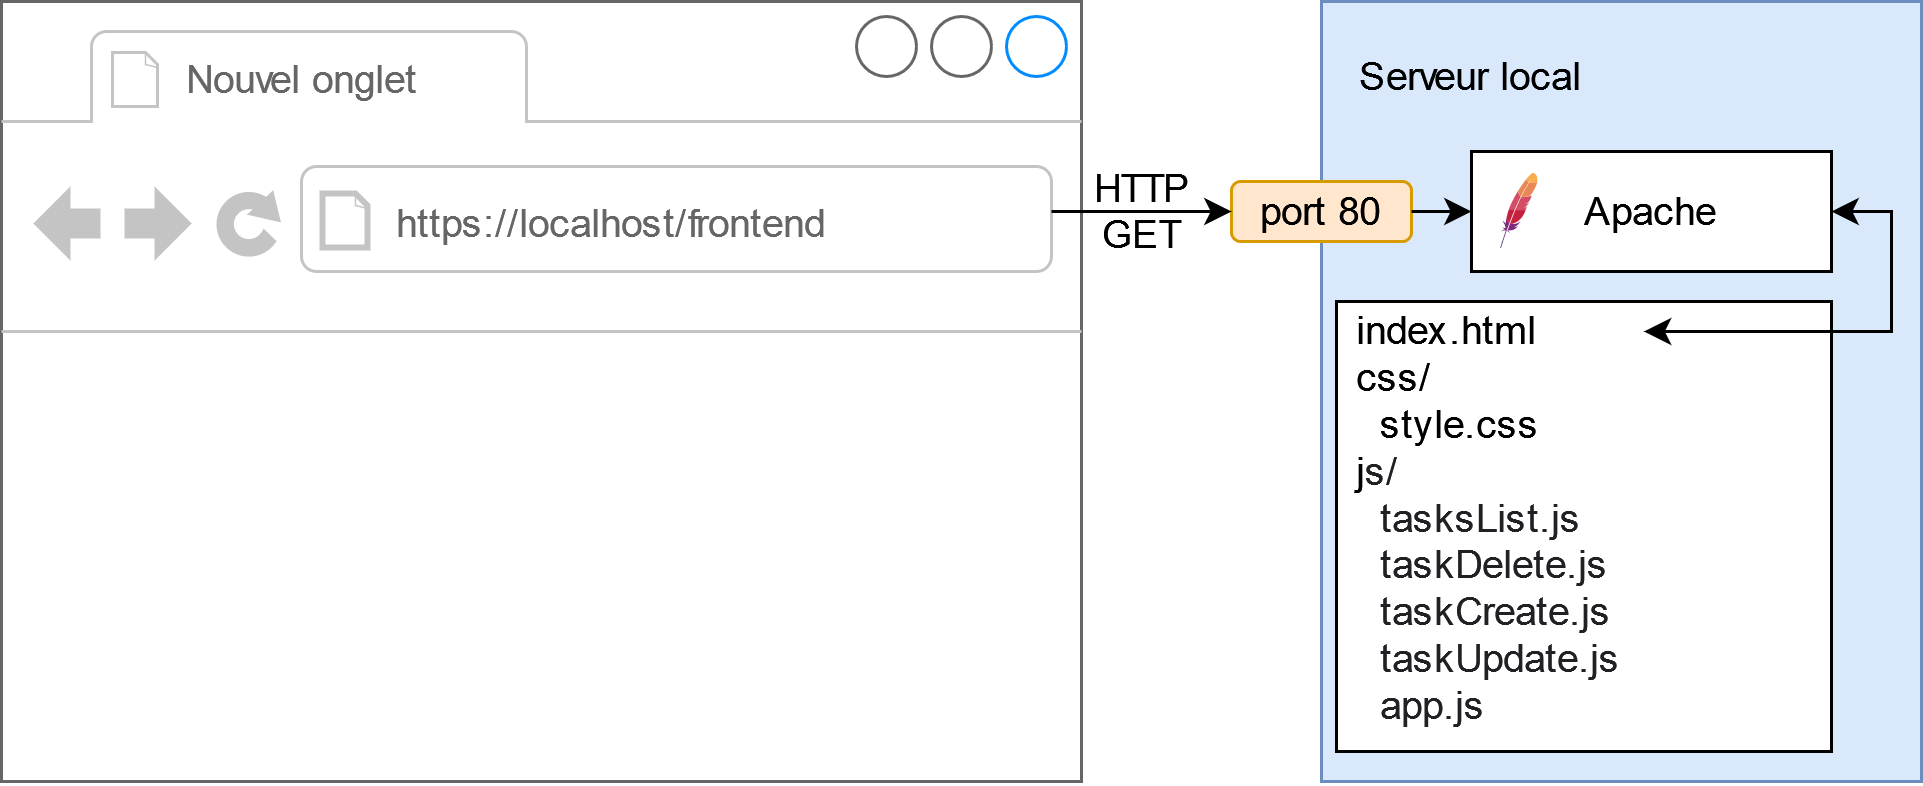 Nouvel onglet
https://localhost/frontend
HTTP
GET
port 80
Serveur local
Apache
index.html
css/
style.css
js/
tasksList.js
taskDelete.js
taskCreate.js
taskUpdate.js
app.js